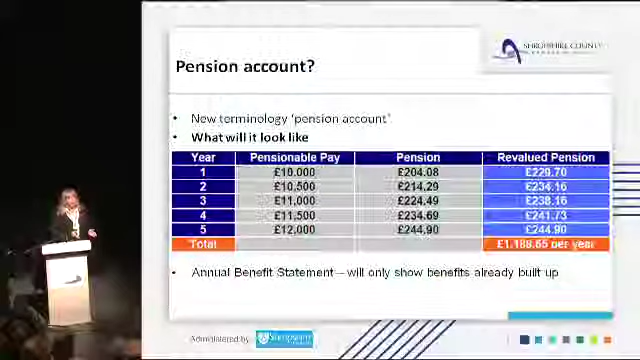 SHROPSHIRE COUNTY
Pension account?
• New terminology 'pension account'
• What will it look like
Year Pensionable Pay Pension Revalued Pension
1 £10,000 £204.08 £229.70
2 £10,500 £214.29 £234.16
3 £11,000 £224.49 £238.16
4 £11,500 £234.69 £241.73
5 £12,000 £244.90 £244.90
Total £1,188.65 per year
• Annual Benefit Statement – will only show benefits already built up
Administered by Shropshire